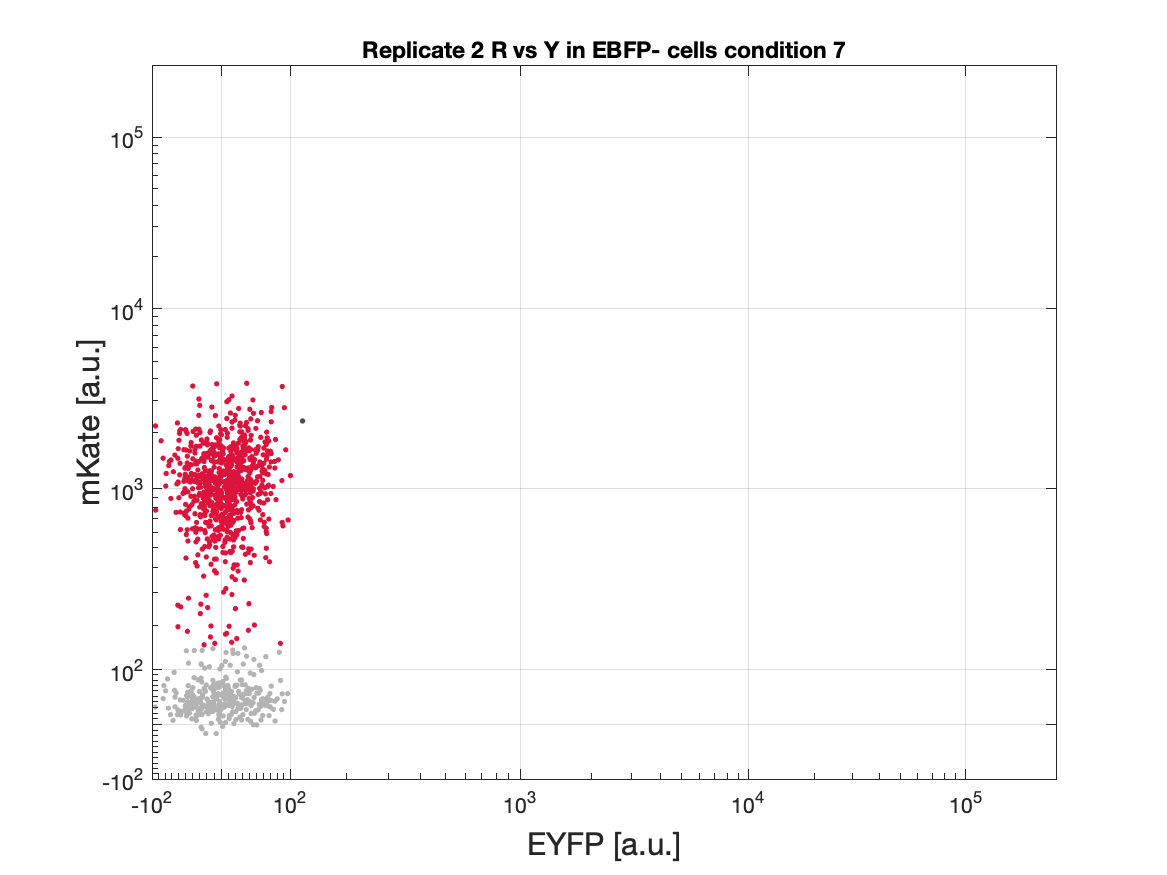 Replicate 2 R vs Y in EBFP- cells condition 7
10^5
10^4
10^3
10^2
-10^2
mKate [a.u.]
-10^2 10^2 10^3 10^4 10^5
EYFP [a.u.]